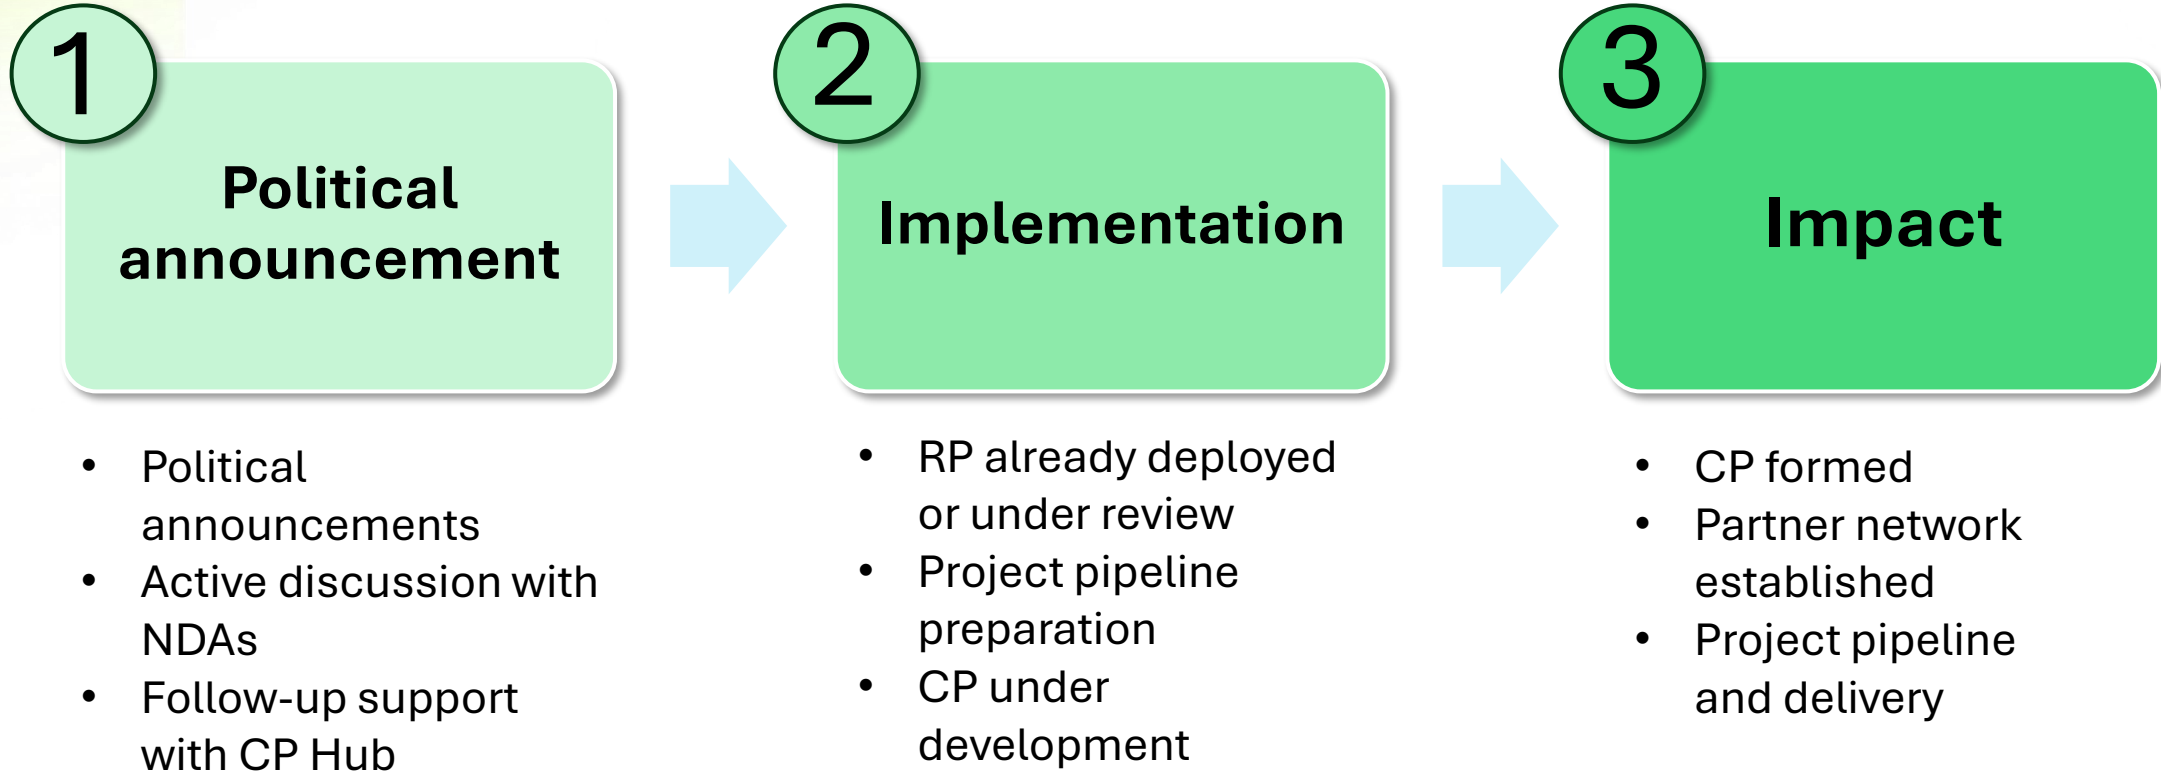 1
Political
announcement
• Political
announcements
• Active discussion with
NDAs
• Follow-up support
with CP Hub
2
Implementation
• RP already deployed
or under review
• Project pipeline
preparation
• CP under
development
3
Impact
• CP formed
• Partner network
established
• Project pipeline
and delivery